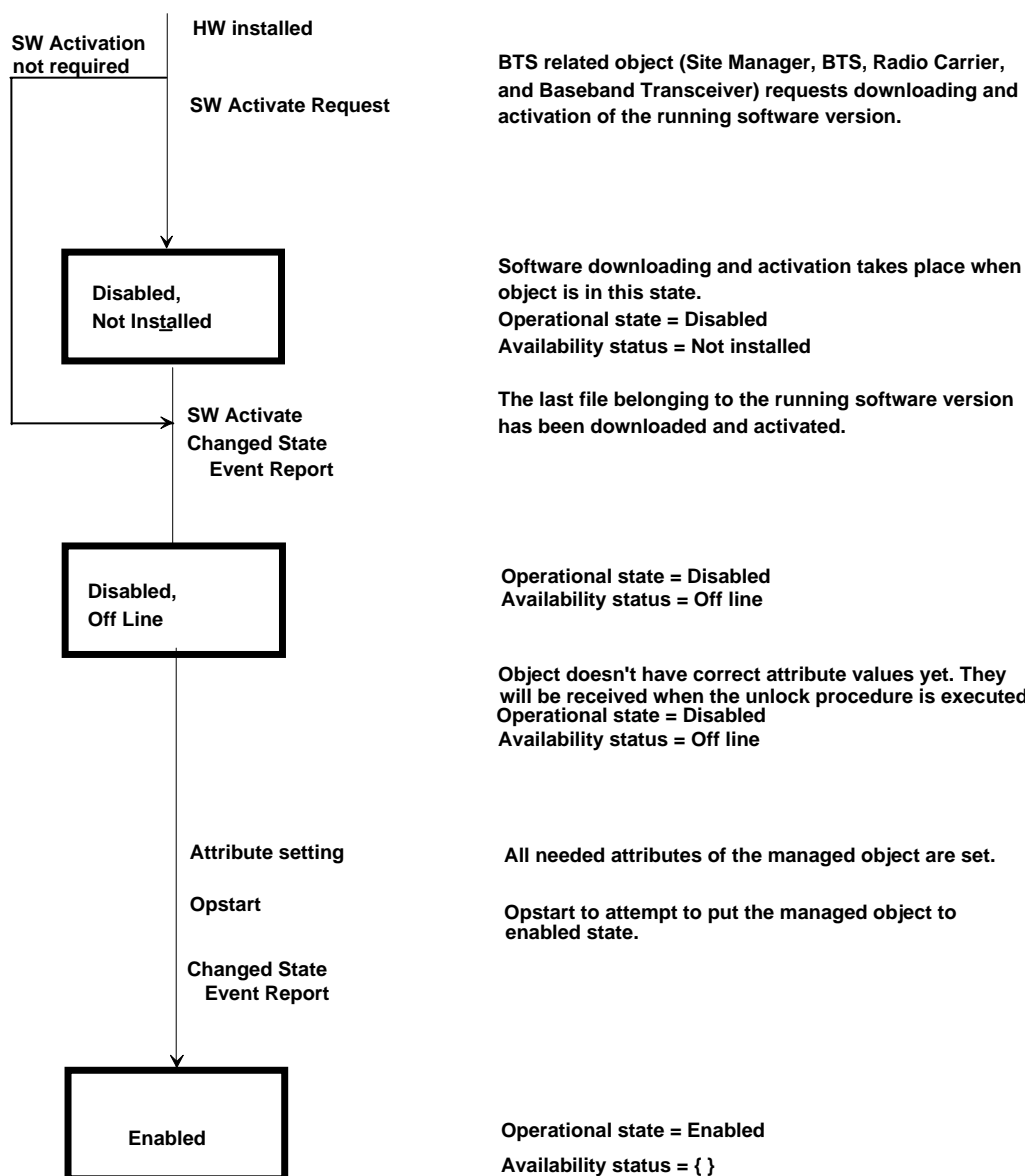 HW installed
SW Activation
not required
BTS related object (Site Manager, BTS, Radio Carrier,
and Baseband Transceiver) requests downloading and
activation of the running software version.
SW Activate Request
Disabled,
Not Installed
Software downloading and activation takes place when
object is in this state.
Operational state = Disabled
Availability status = Not installed
SW Activate
Changed State
Event Report
The last file belonging to the running software version
has been downloaded and activated.
Disabled,
Off Line
Operational state = Disabled
Availability status = Off line
Object doesn't have correct attribute values yet. They
will be received when the unlock procedure is executed
Operational state = Disabled
Availability status = Off line
Attribute setting
All needed attributes of the managed object are set.
Opstart
Opstart to attempt to put the managed object to
enabled state.
Changed State
Event Report
Enabled
Operational state = Enabled
Availability status = { }